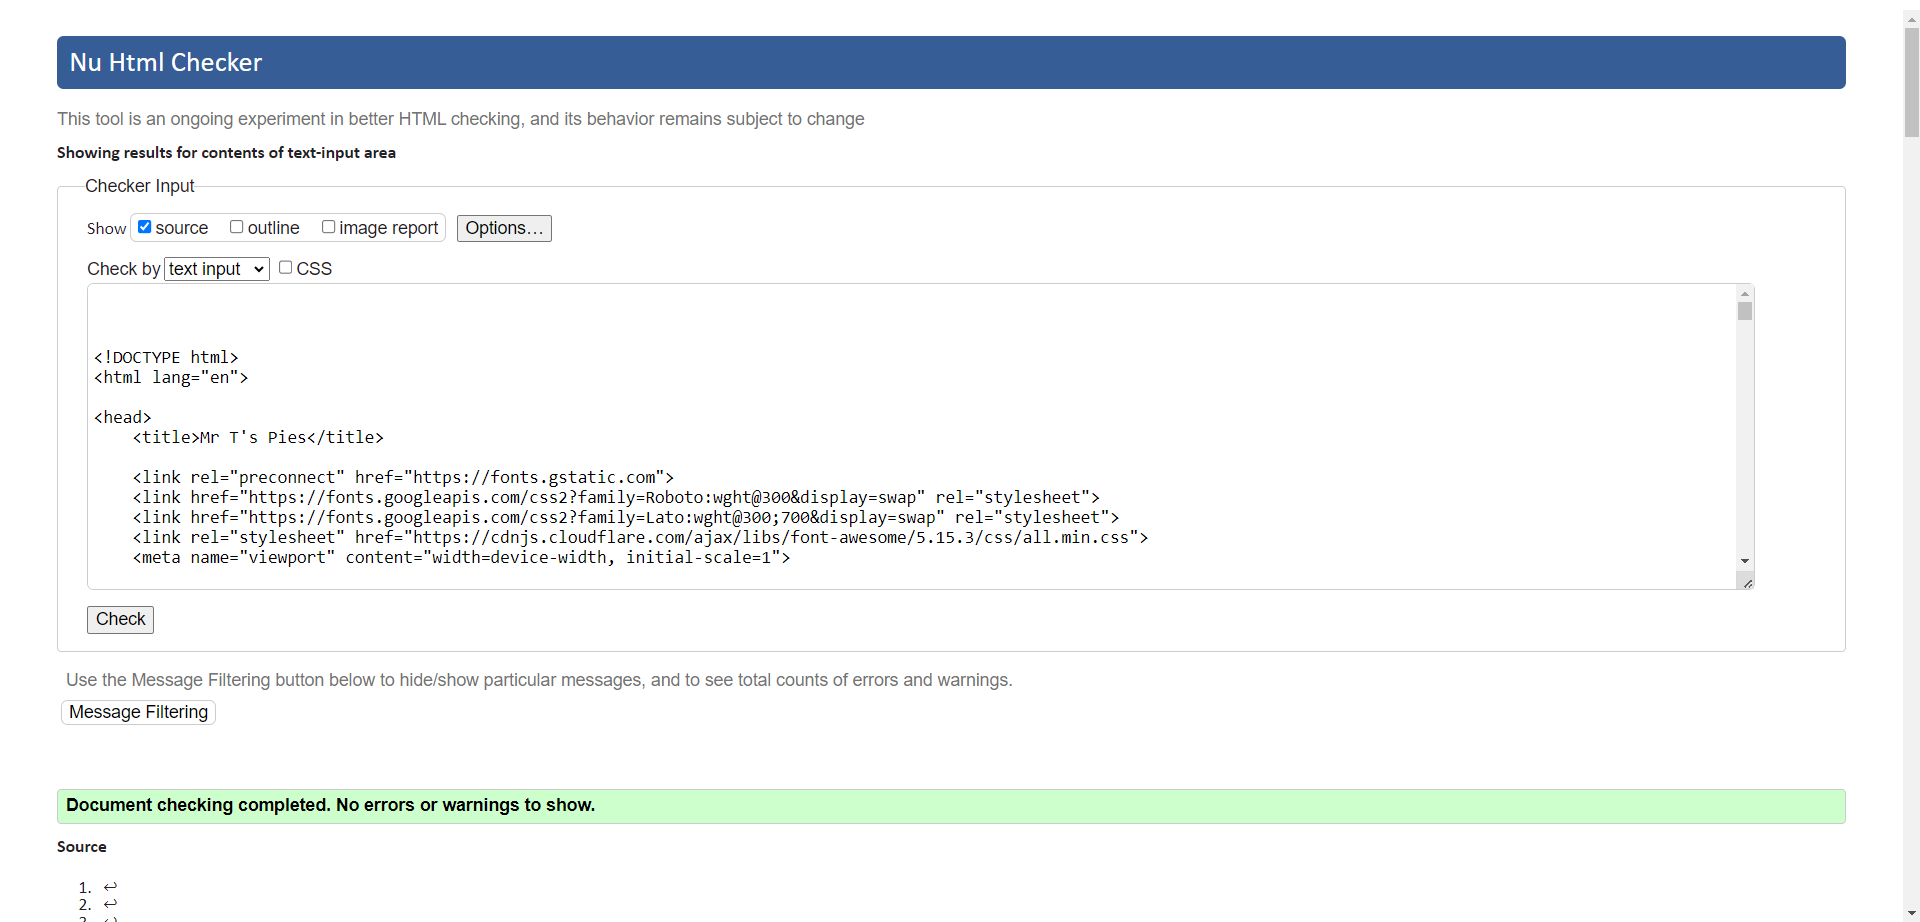 Nu Html Checker
This tool is an ongoing experiment in better HTML checking, and its behavior remains subject to change
Showing results for contents of text-input area
Checker Input
Show source outline image report Options...
Check by text input CSS
<!DOCTYPE html>
<html lang="en">
<head>
<title>Mr T's Pies</title>
<link rel="preconnect" href="https://fonts.gstatic.com">
<link href="https://fonts.googleapis.com/css2?family=Roboto:wght@300&display=swap" rel="stylesheet">
<link href="https://fonts.googleapis.com/css2?family=Lato:wght@300;700&display=swap" rel="stylesheet">
<link rel="stylesheet" href="https://cdnjs.cloudflare.com/ajax/libs/font-awesome/5.15.3/css/all.min.css">
<meta name="viewport" content="width=device-width, initial-scale=1">
Check
Use the Message Filtering button below to hide/show particular messages, and to see total counts of errors and warnings.
Message Filtering
Document checking completed. No errors or warnings to show.
Source
1. ↩
2. ↩